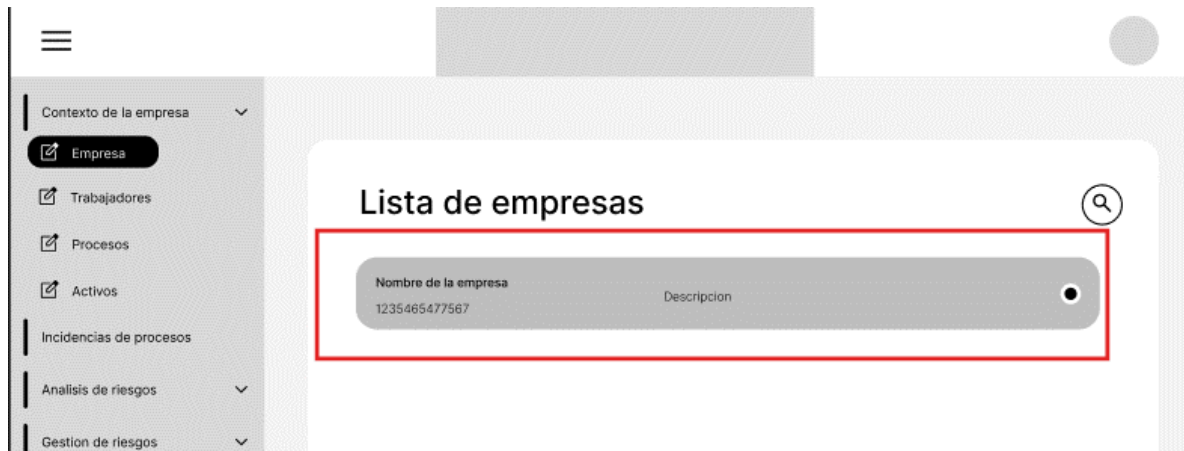 Contexto de la empresa
Empresa
Trabajadores
Procesos
Activos
Incidencias de procesos
Analisis de riesgos
Gestion de riesgos
Lista de empresas
Nombre de la empresa
1235465477567
Descripcion